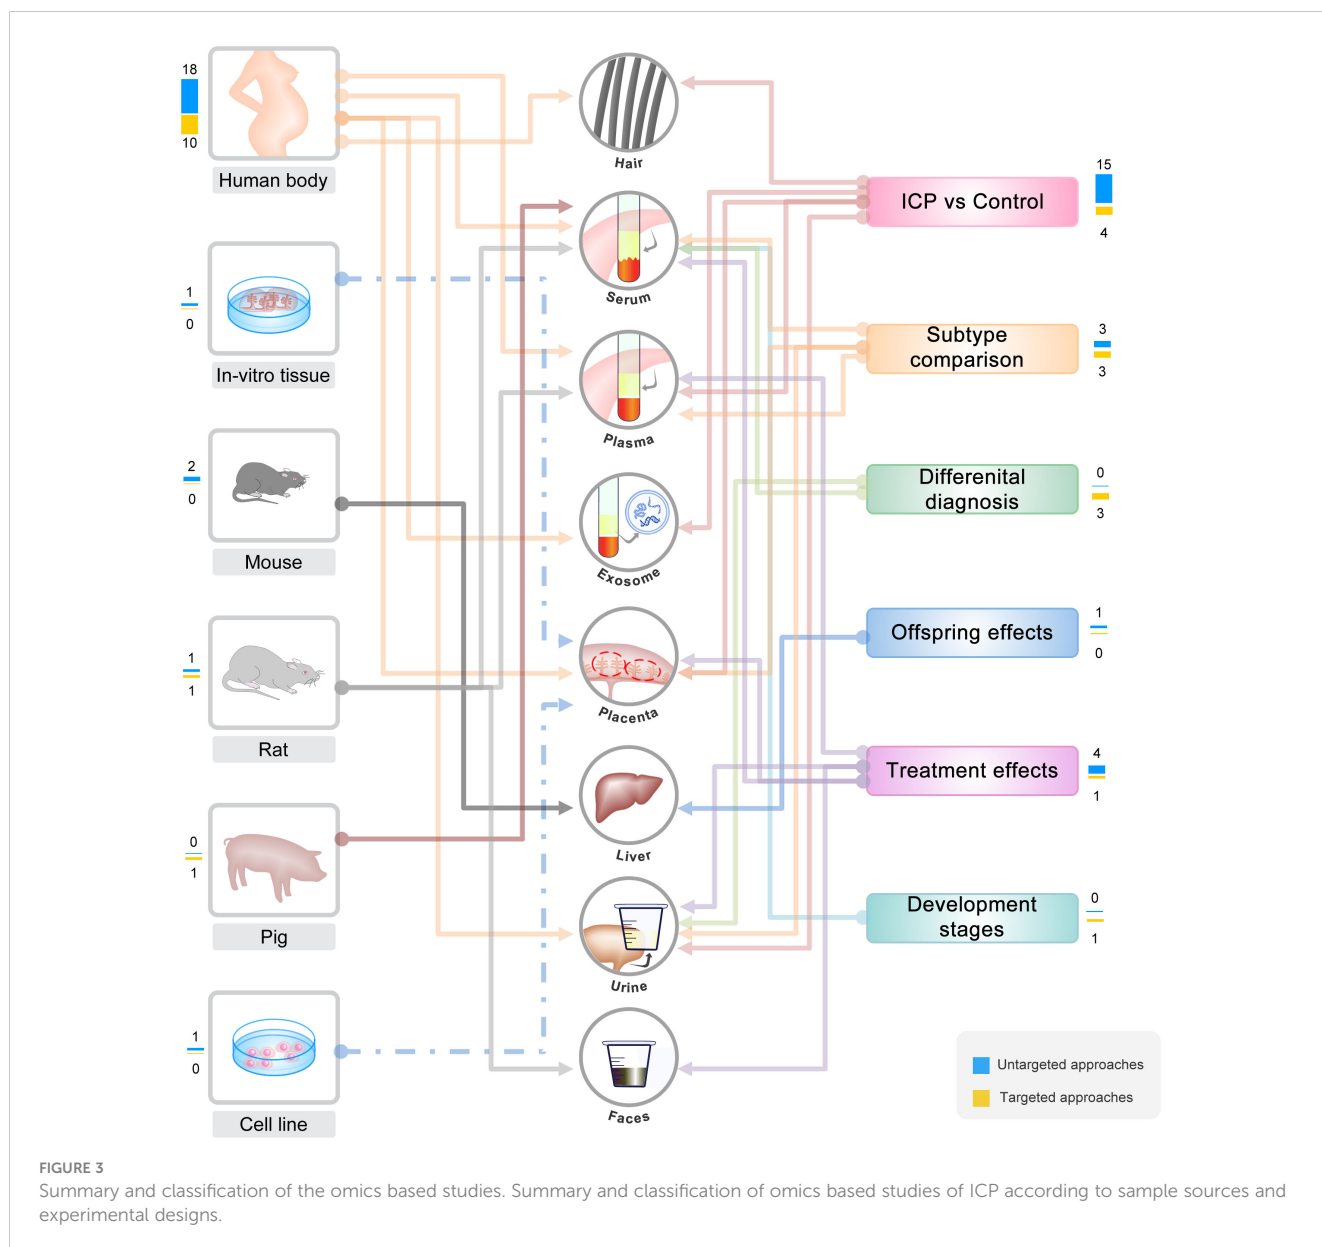 18
10
Human body
1
0
In-vitro tissue
2
0
Mouse
1
1
Rat
0
1
Pig
1
0
Cell line
Hair
Serum
Plasma
Exosome
Placenta
Liver
Urine
Faces
ICP vs Control
15
4
Subtype
comparison
3
3
Differenital
diagnosis
0
3
Offspring effects
1
0
Treatment effects
4
1
Development
stages
0
1
Untargeted approaches
Targeted approaches
FIGURE 3
Summary and classification of the omics based studies. Summary and classification of omics based studies of ICP according to sample sources and
experimental designs.